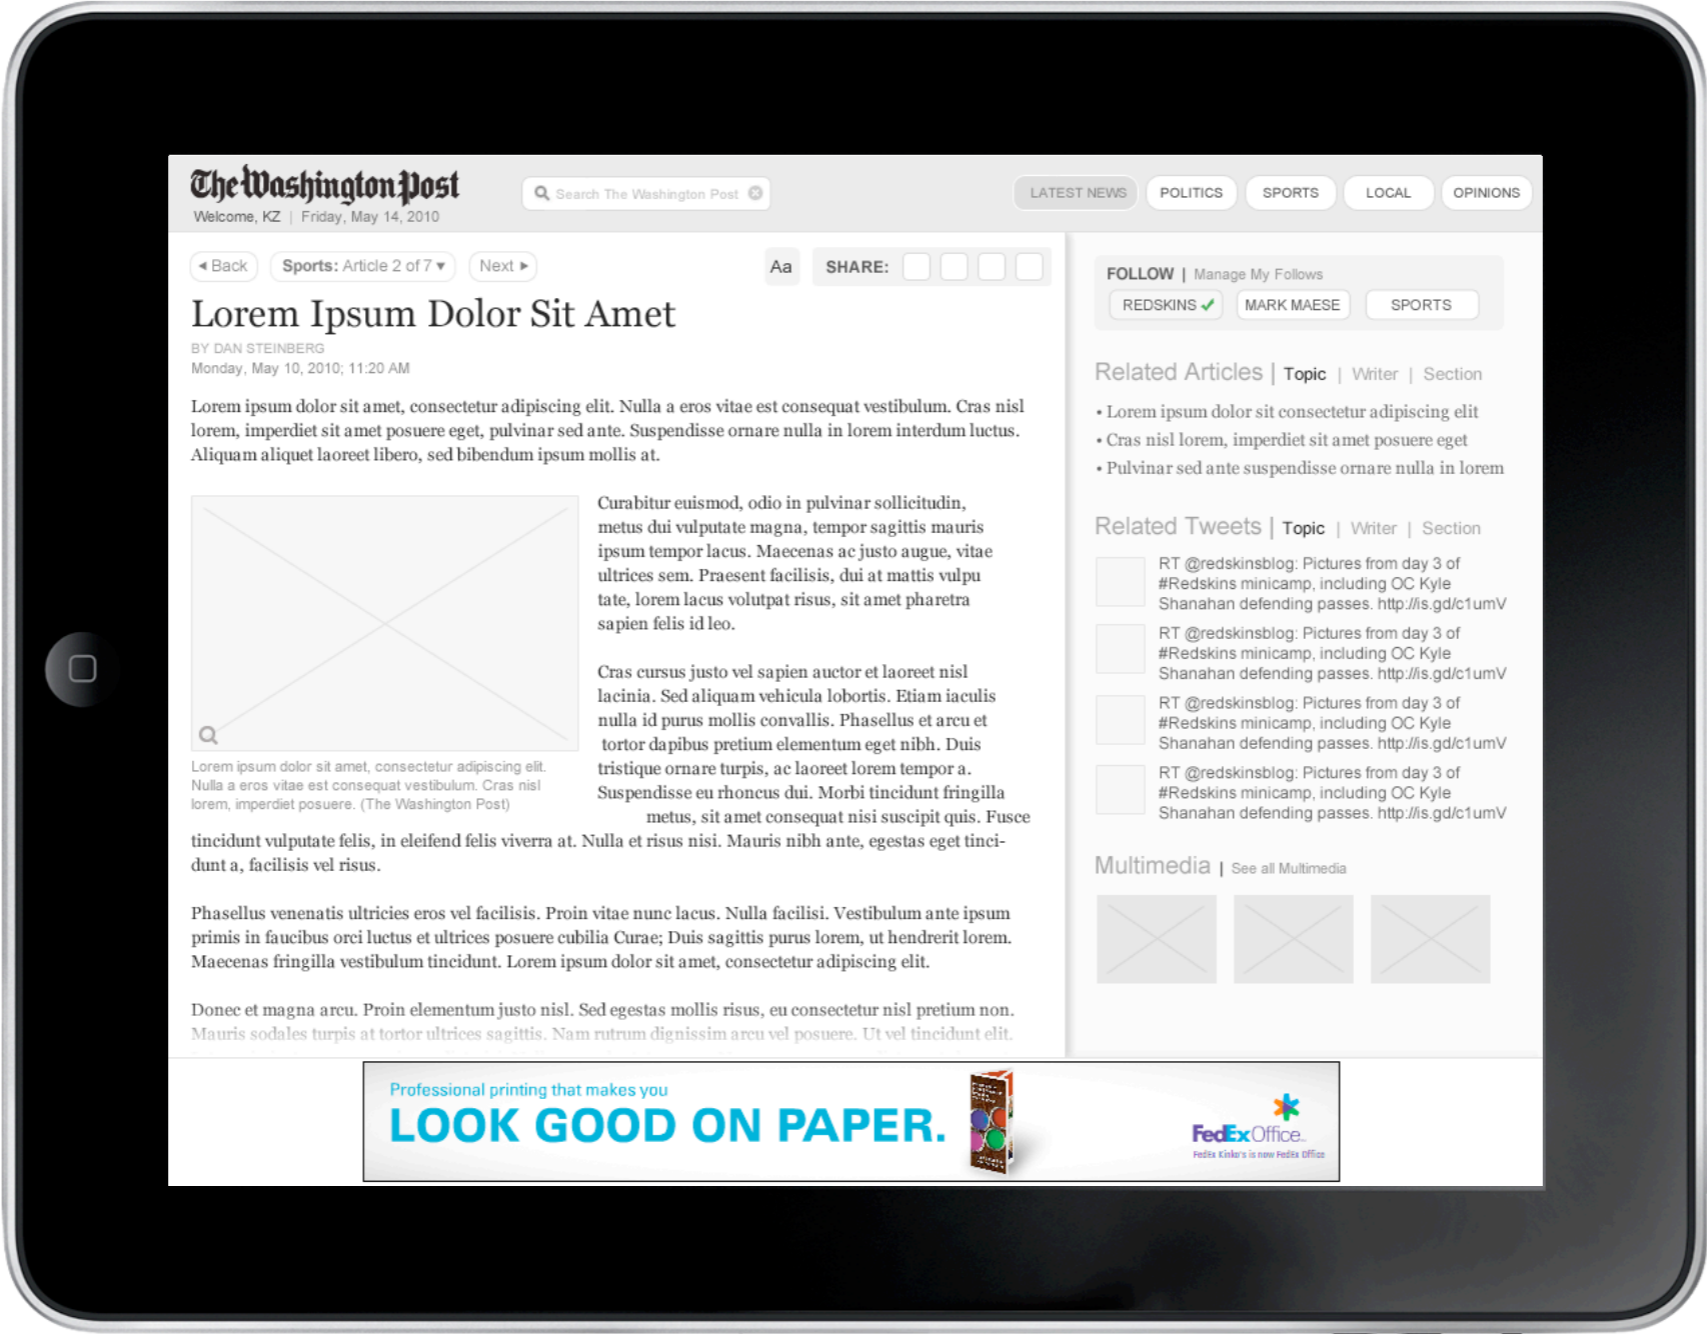 The Washington Post
Welcome, KZ | Friday, May 14, 2010
Search The Washington Post
LATEST NEWS
POLITICS
SPORTS
LOCAL
OPINIONS
Back
Sports: Article 2 of 7
Next
Aa
SHARE:
Lorem Ipsum Dolor Sit Amet
BY DAN STEINBERG
Monday, May 10, 2010; 11:20 AM
Lorem ipsum dolor sit amet, consectetur adipiscing elit. Nulla a eros vitae est consequat vestibulum. Cras nisl
lorem, imperdiet sit amet posuere eget, pulvinar sed ante. Suspendisse ornare nulla in lorem interdum luctus.
Aliquam aliquet laoreet libero, sed bibendum ipsum mollis at.
Lorem ipsum dolor sit amet, consectetur adipiscing elit.
Nulla a eros vitae est consequat vestibulum. Cras nisl
lorem, imperdiet posuere. (The Washington Post)
Curabitur euismod, odio in pulvinar sollicitudin,
metus dui vulputate magna, tempor sagittis mauris
ipsum tempor lacus. Maecenas ac justo augue, vitae
ultrices sem. Praesent facilisis, dui at mattis vulpu
tate, lorem lacus volutpat risus, sit amet pharetra
sapien felis id leo.
Cras cursus justo vel sapien auctor et laoreet nisl
lacinia. Sed aliquam vehicula lobortis. Etiam iaculis
nulla id purus mollis convallis. Phasellus et arcu et
tortor dapibus pretium elementum eget nibh. Duis
tristique ornare turpis, ac laoreet lorem tempor a.
Suspendisse eu rhoncus dui. Morbi tincidunt fringilla
metus, sit amet consequat nisi suscipit quis. Fusce
tincidunt vulputate felis, in eleifend felis viverra at. Nulla et risus nisi. Mauris nibh ante, egestas eget tinci-
dunt a, facilisis vel risus.
Phasellus venenatis ultricies eros vel facilisis. Proin vitae nunc lacus. Nulla facilisi. Vestibulum ante ipsum
primis in faucibus orci luctus et ultrices posuere cubilia Curae; Duis sagittis purus lorem, ut hendrerit lorem.
Maecenas fringilla vestibulum tincidunt. Lorem ipsum dolor sit amet, consectetur adipiscing elit.
Donec et magna arcu. Proin elementum justo nisl. Sed egestas mollis risus, eu consectetur nisl pretium non.
Mauris sodales turpis at tortor ultrices sagittis. Nam rutrum dignissim arcu vel posuere. Ut vel tincidunt elit.
FOLLOW | Manage My Follows
REDSKINS
MARK MAESE
SPORTS
Related Articles | Topic | Writer | Section
• Lorem ipsum dolor sit consectetur adipiscing elit
• Cras nisl lorem, imperdiet sit amet posuere eget
• Pulvinar sed ante suspendisse ornare nulla in lorem
Related Tweets | Topic | Writer | Section
RT @redskinsblog: Pictures from day 3 of
#Redskins minicamp, including OC Kyle
Shanahan defending passes. http://is.gd/c1umV
RT @redskinsblog: Pictures from day 3 of
#Redskins minicamp, including OC Kyle
Shanahan defending passes. http://is.gd/c1umV
RT @redskinsblog: Pictures from day 3 of
#Redskins minicamp, including OC Kyle
Shanahan defending passes. http://is.gd/c1umV
RT @redskinsblog: Pictures from day 3 of
#Redskins minicamp, including OC Kyle
Shanahan defending passes. http://is.gd/c1umV
Multimedia | See all Multimedia
Professional printing that makes you
LOOK GOOD ON PAPER.
FedEx Office
FedEx Kinko's is now FedEx Office